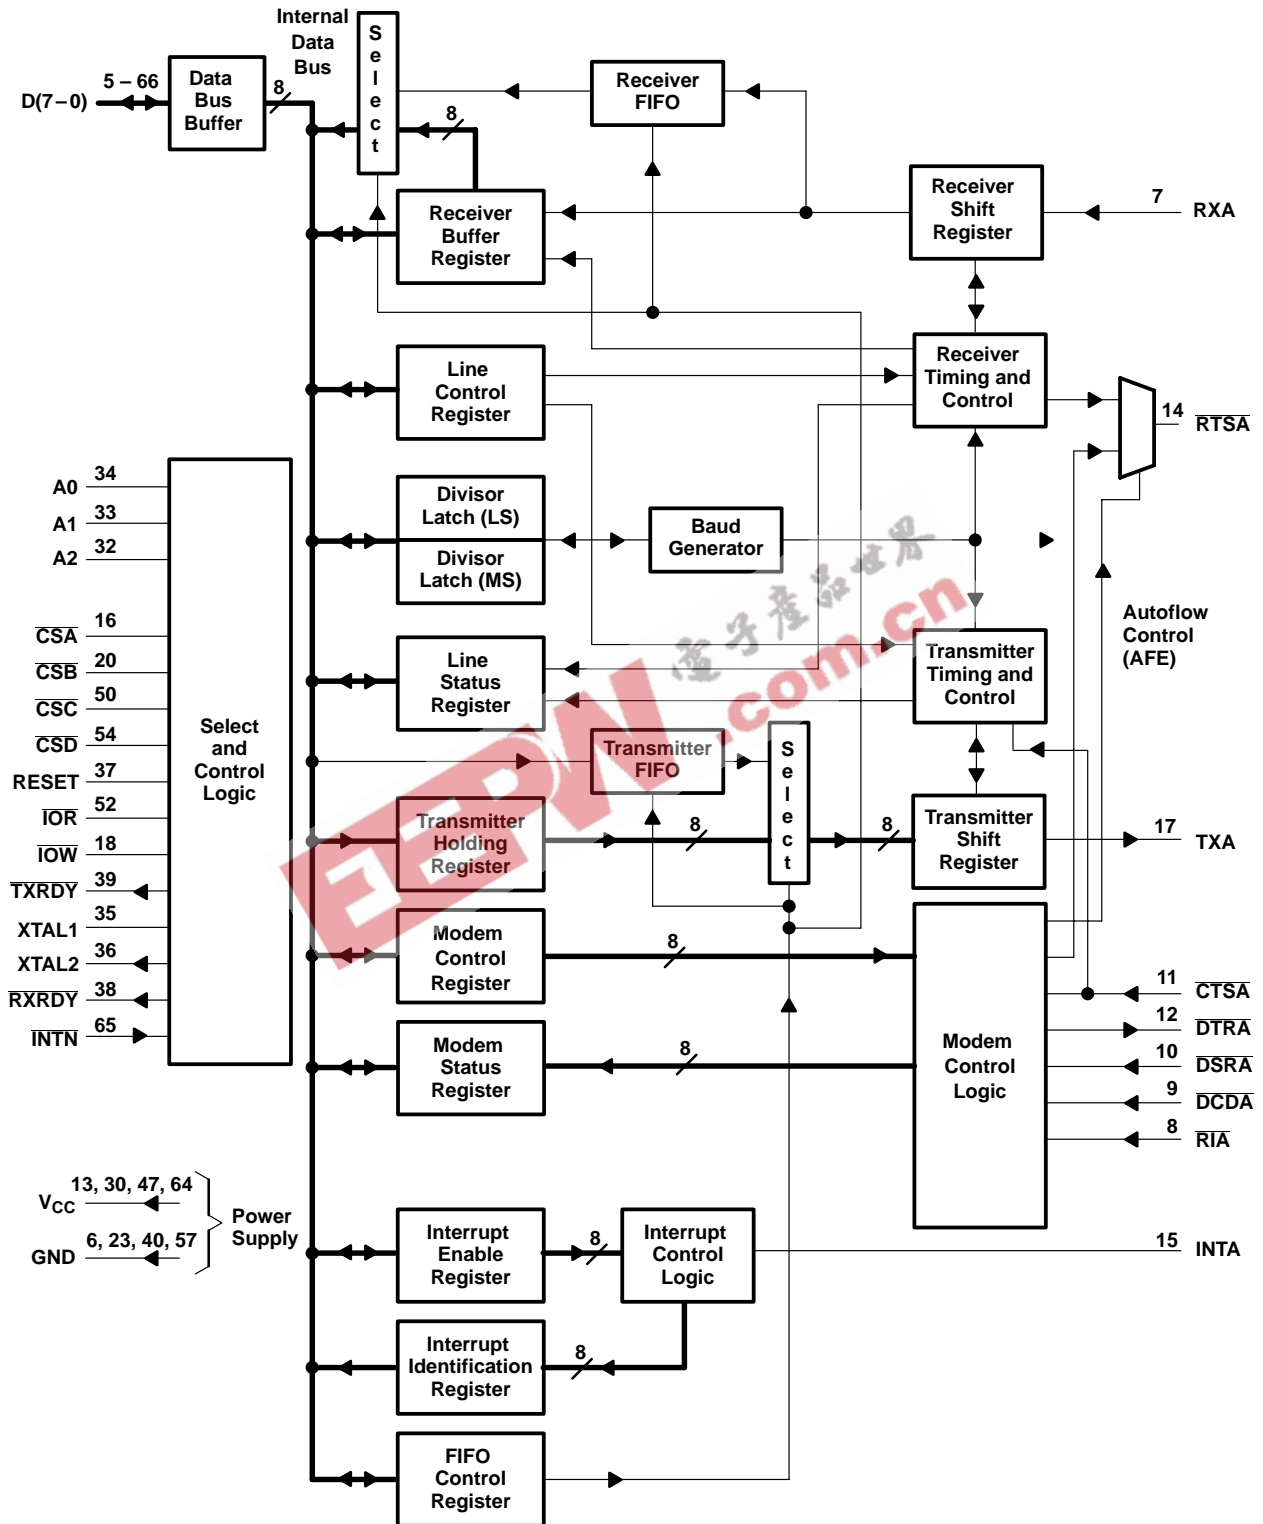 Internal
Data
Bus
S
e
l
e
c
t
5 – 66
D(7–0)
Data
Bus
Buffer
8
8
Receiver
FIFO
Receiver
Buffer
Register
Receiver
Shift
Register
7
RXA
Line
Control
Register
Receiver
Timing and
Control
14
RTSA
A0 34
A1 33
A2 32
CSA 16
CSB 20
CSC 50
CSD 54
RESET 37
IOR 52
IOW 18
TXRDY 39
XTAL1 35
XTAL2 36
RXRDY 38
INTN 65
Select
and
Control
Logic
Divisor
Latch (LS)
Divisor
Latch (MS)
Baud
Generator
Autoflow
Control
(AFE)
Line
Status
Register
Transmitter
Timing and
Control
Transmitter
FIFO
S
e
l
e
c
t
Transmitter
Holding
Register
8
8
Transmitter
Shift
Register
17
TXA
Modem
Control
Register
8
Modem
Status
Register
8
Modem
Control
Logic
11 CTSA
12 DTRA
10 DSRA
9 DCDA
8 RIA
VCC 13, 30, 47, 64
GND 6, 23, 40, 57
Power
Supply
Interrupt
Enable
Register
8
Interrupt
Control
Logic
15
INTA
Interrupt
Identification
Register
8
FIFO
Control
Register
EEPW
.com.cn
電子產品世界